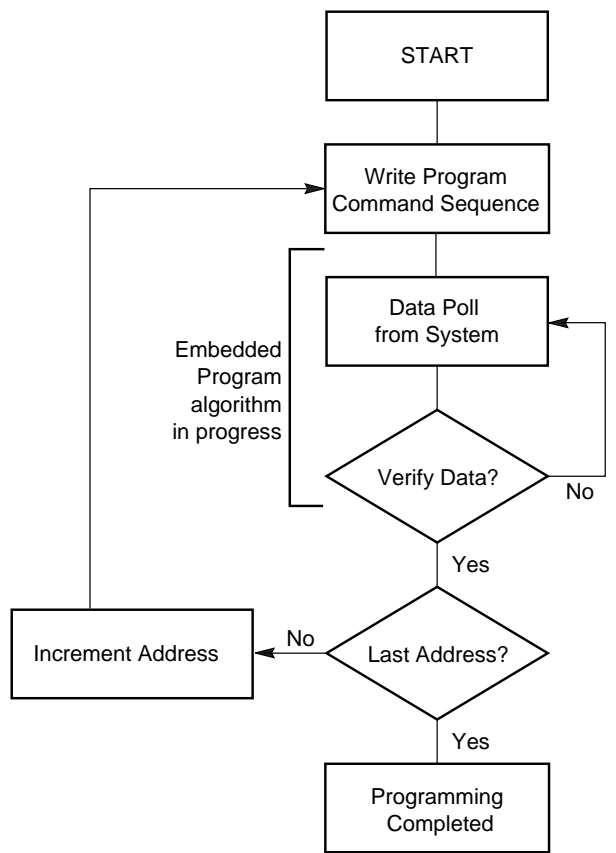 START
Write Program
Command Sequence
Data Poll
from System
Embedded
Program
algorithm
in progress
Verify Data?
No
Yes
No
Increment Address
Last Address?
Yes
Programming
Completed